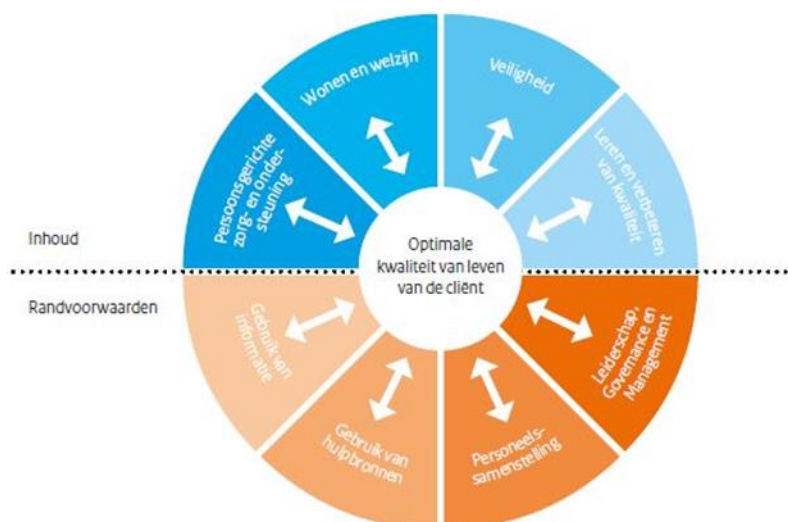 Wonen en welzijn
Veiligheid
Persoonsgerichte
zorg- en onder-
steuning
Leren en verbeteren
van kwaliteit
Inhoud
Optimale
kwaliteit van leven
van de cliënt
Randvoorwaarden
Gebruik van
informatie
Leiderschap,
Governance en
Management
Gebruik van
hulpbronnen
Personeels-
samenstelling